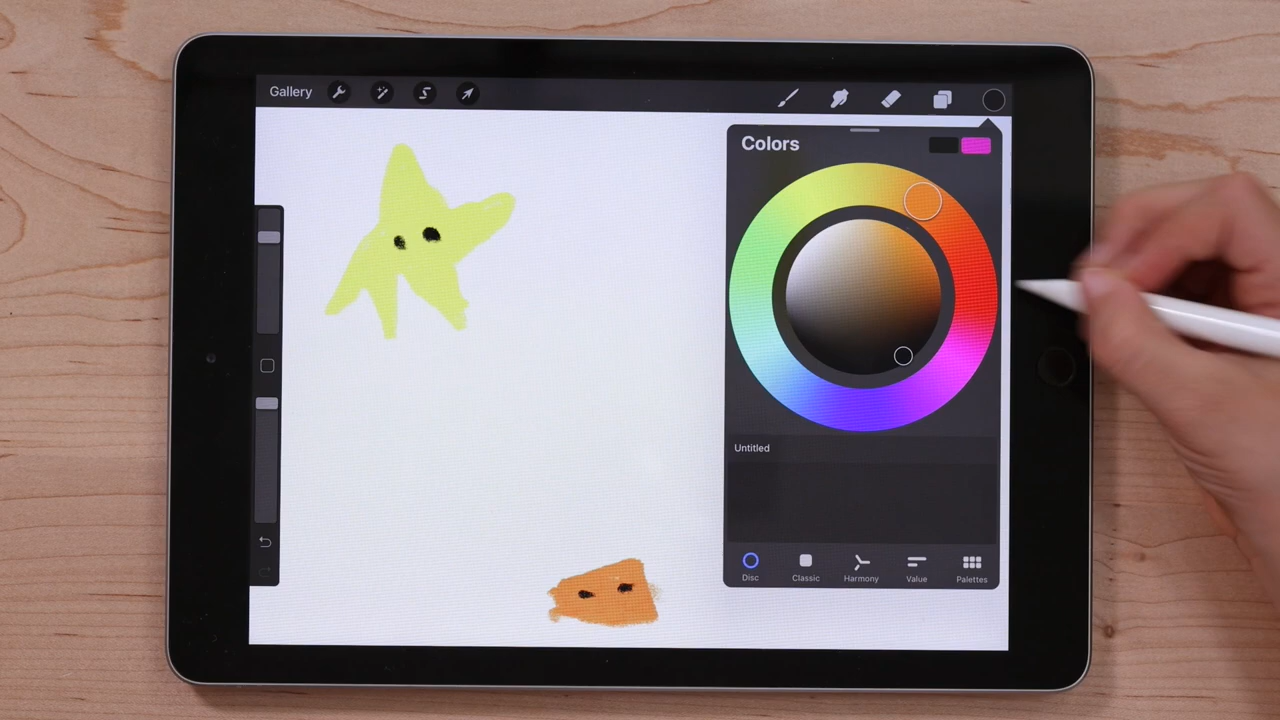 Gallery
Colors
Untitled
Disc
Classic
Harmony
Value
Palettes